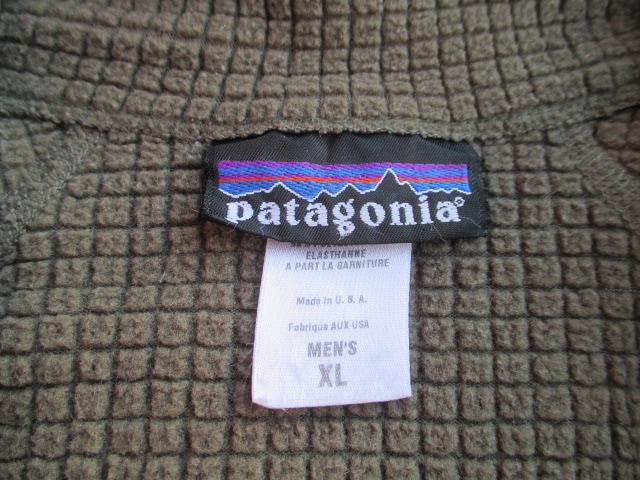 patagonia®
ELASTHANNE
A PART LA GARNITURE
Made in U. S. A.
Fabriqué AUX USA
MEN'S
XL